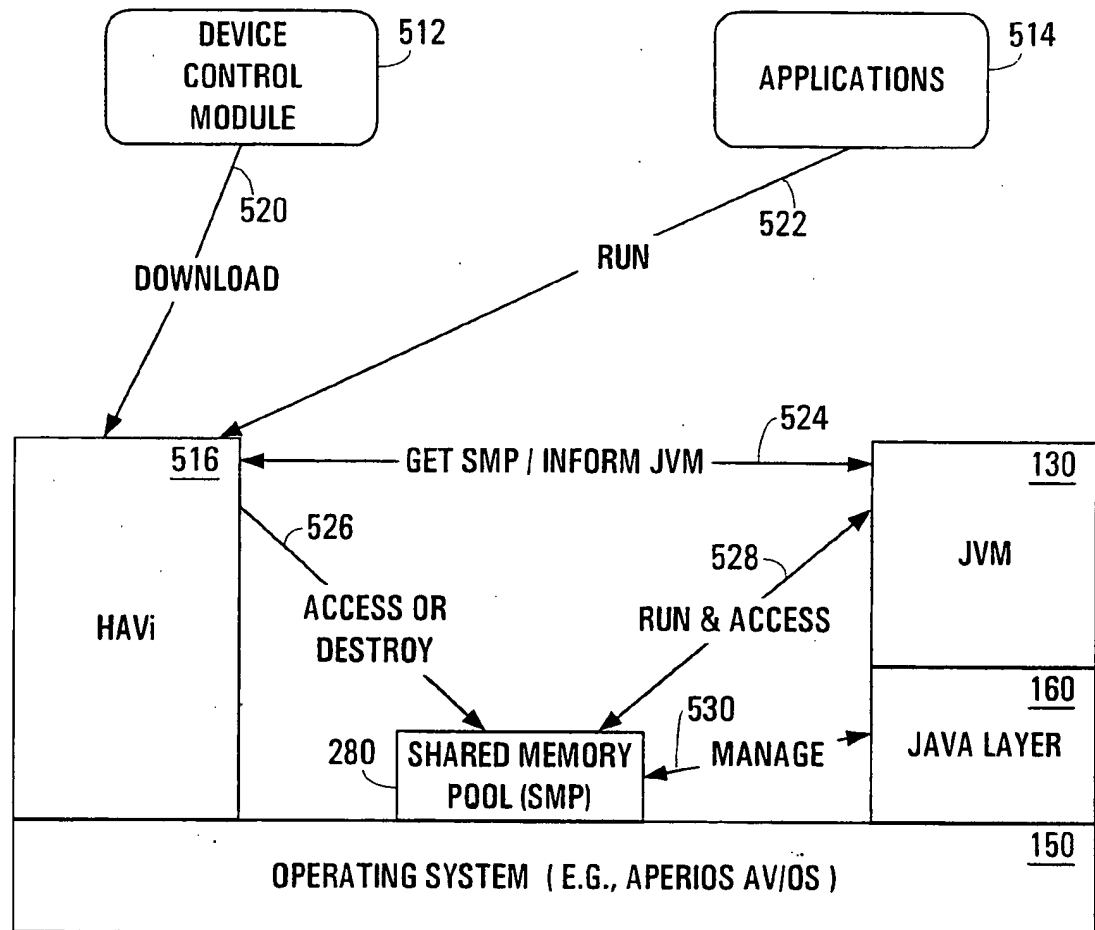 DEVICE
CONTROL
MODULE
512
APPLICATIONS
514
520
522
DOWNLOAD
RUN
516
HAVi
524
GET SMP / INFORM JVM
130
JVM
526
ACCESS OR
DESTROY
528
RUN & ACCESS
160
JAVA LAYER
530
MANAGE
280
SHARED MEMORY
POOL (SMP)
150
OPERATING SYSTEM ( E.G., APERIOS AV/OS )